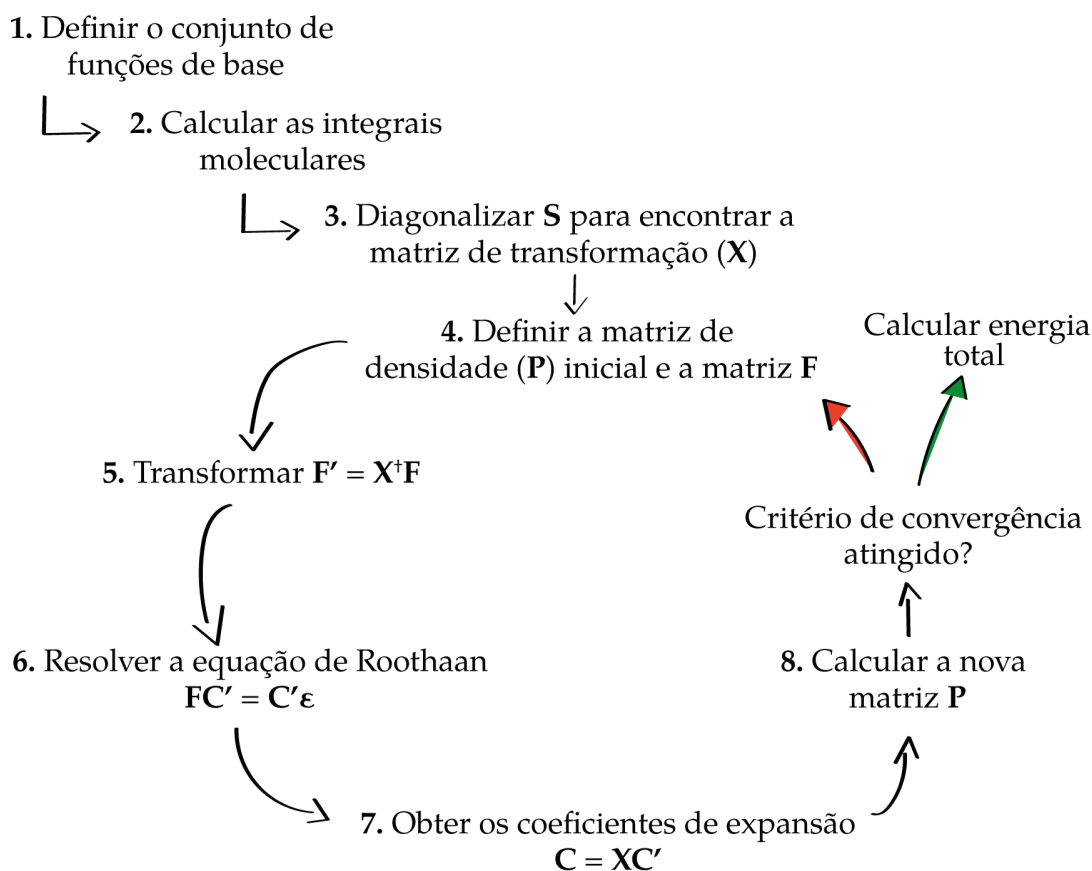 1. Definir o conjunto de
funções de base
2. Calcular as integrais
moleculares
3. Diagonalizar S para encontrar a
matriz de transformação (X)
4. Definir a matriz de
densidade (P) inicial e a matriz F
Calcular energia
total
5. Transformar F′ = X†F
Critério de convergência
atingido?
6. Resolver a equação de Roothaan
FC′ = C′ε
8. Calcular a nova
matriz P
7. Obter os coeficientes de expansão
C = XC′